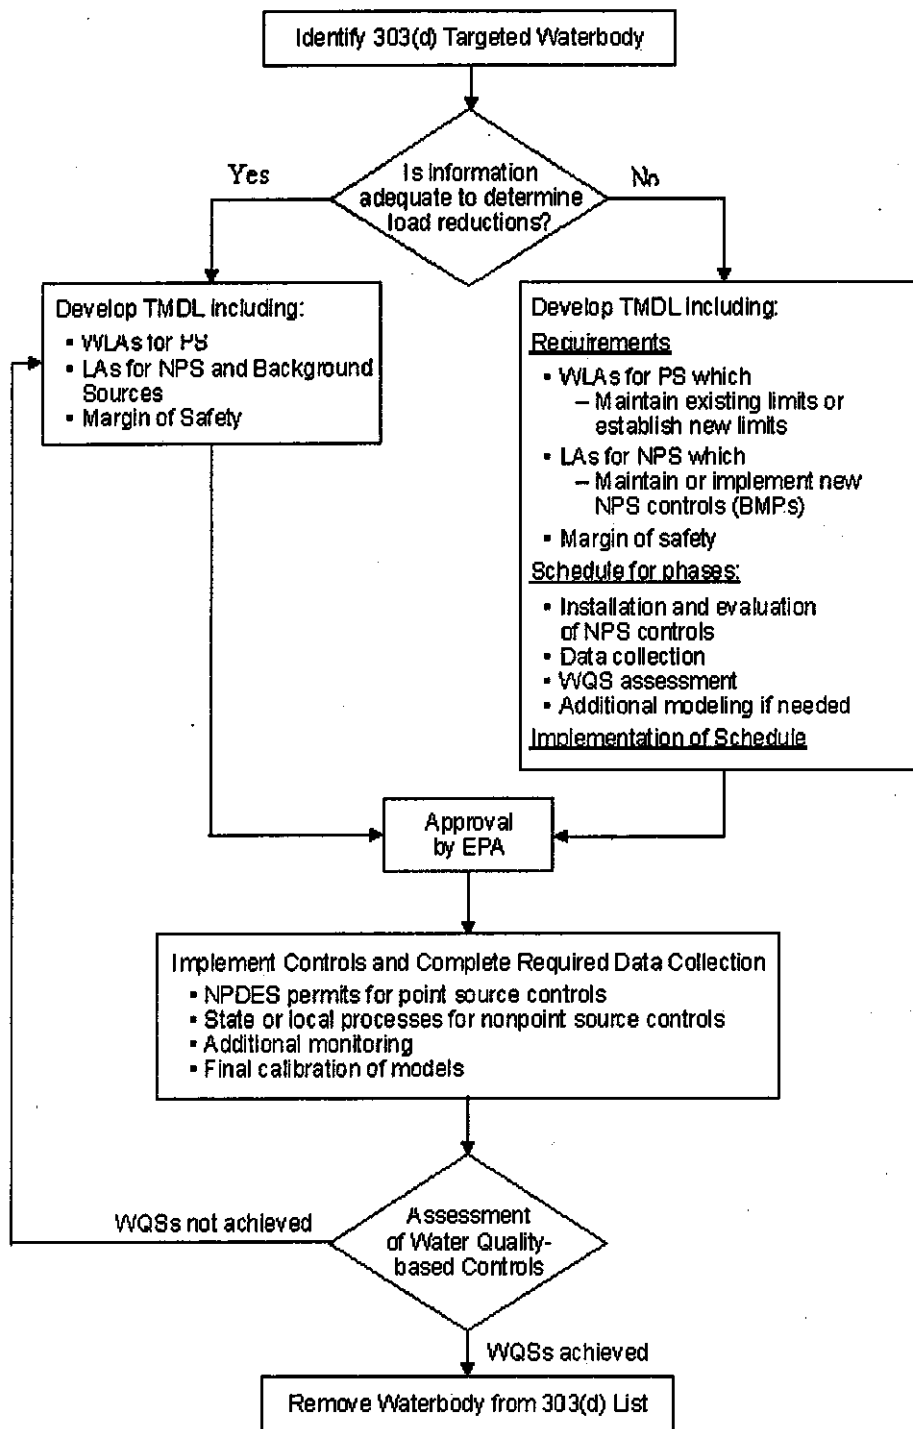 Identify 303(d) Targeted Waterbody
Is Information
adequate to determine
load reductions?
Yes
No
Develop TMDL Including:
▪ WLAs for PS
▪ LAs for NPS and Background
Sources
▪ Margin of Safety
Develop TMDL Including:
Requirements
▪ WLAs for PS which
– Maintain existing limits or
establish new limits
▪ LAs for NPS which
– Maintain or implement new
NPS controls (BMPs)
▪ Margin of safety
Schedule for phases:
▪ Installation and evaluation
of NPS controls
▪ Data collection
▪ WQS assessment
▪ Additional modeling if needed
Implementation of Schedule
Approval
by EPA
Implement Controls and Complete Required Data Collection
▪ NPDES permits for point source controls
▪ State or local processes for nonpoint source controls
▪ Additional monitoring
▪ Final calibration of models
WQSs not achieved
Assessment
of Water Quality-
based Controls
WQSs achieved
Remove Waterbody from 303(d) List